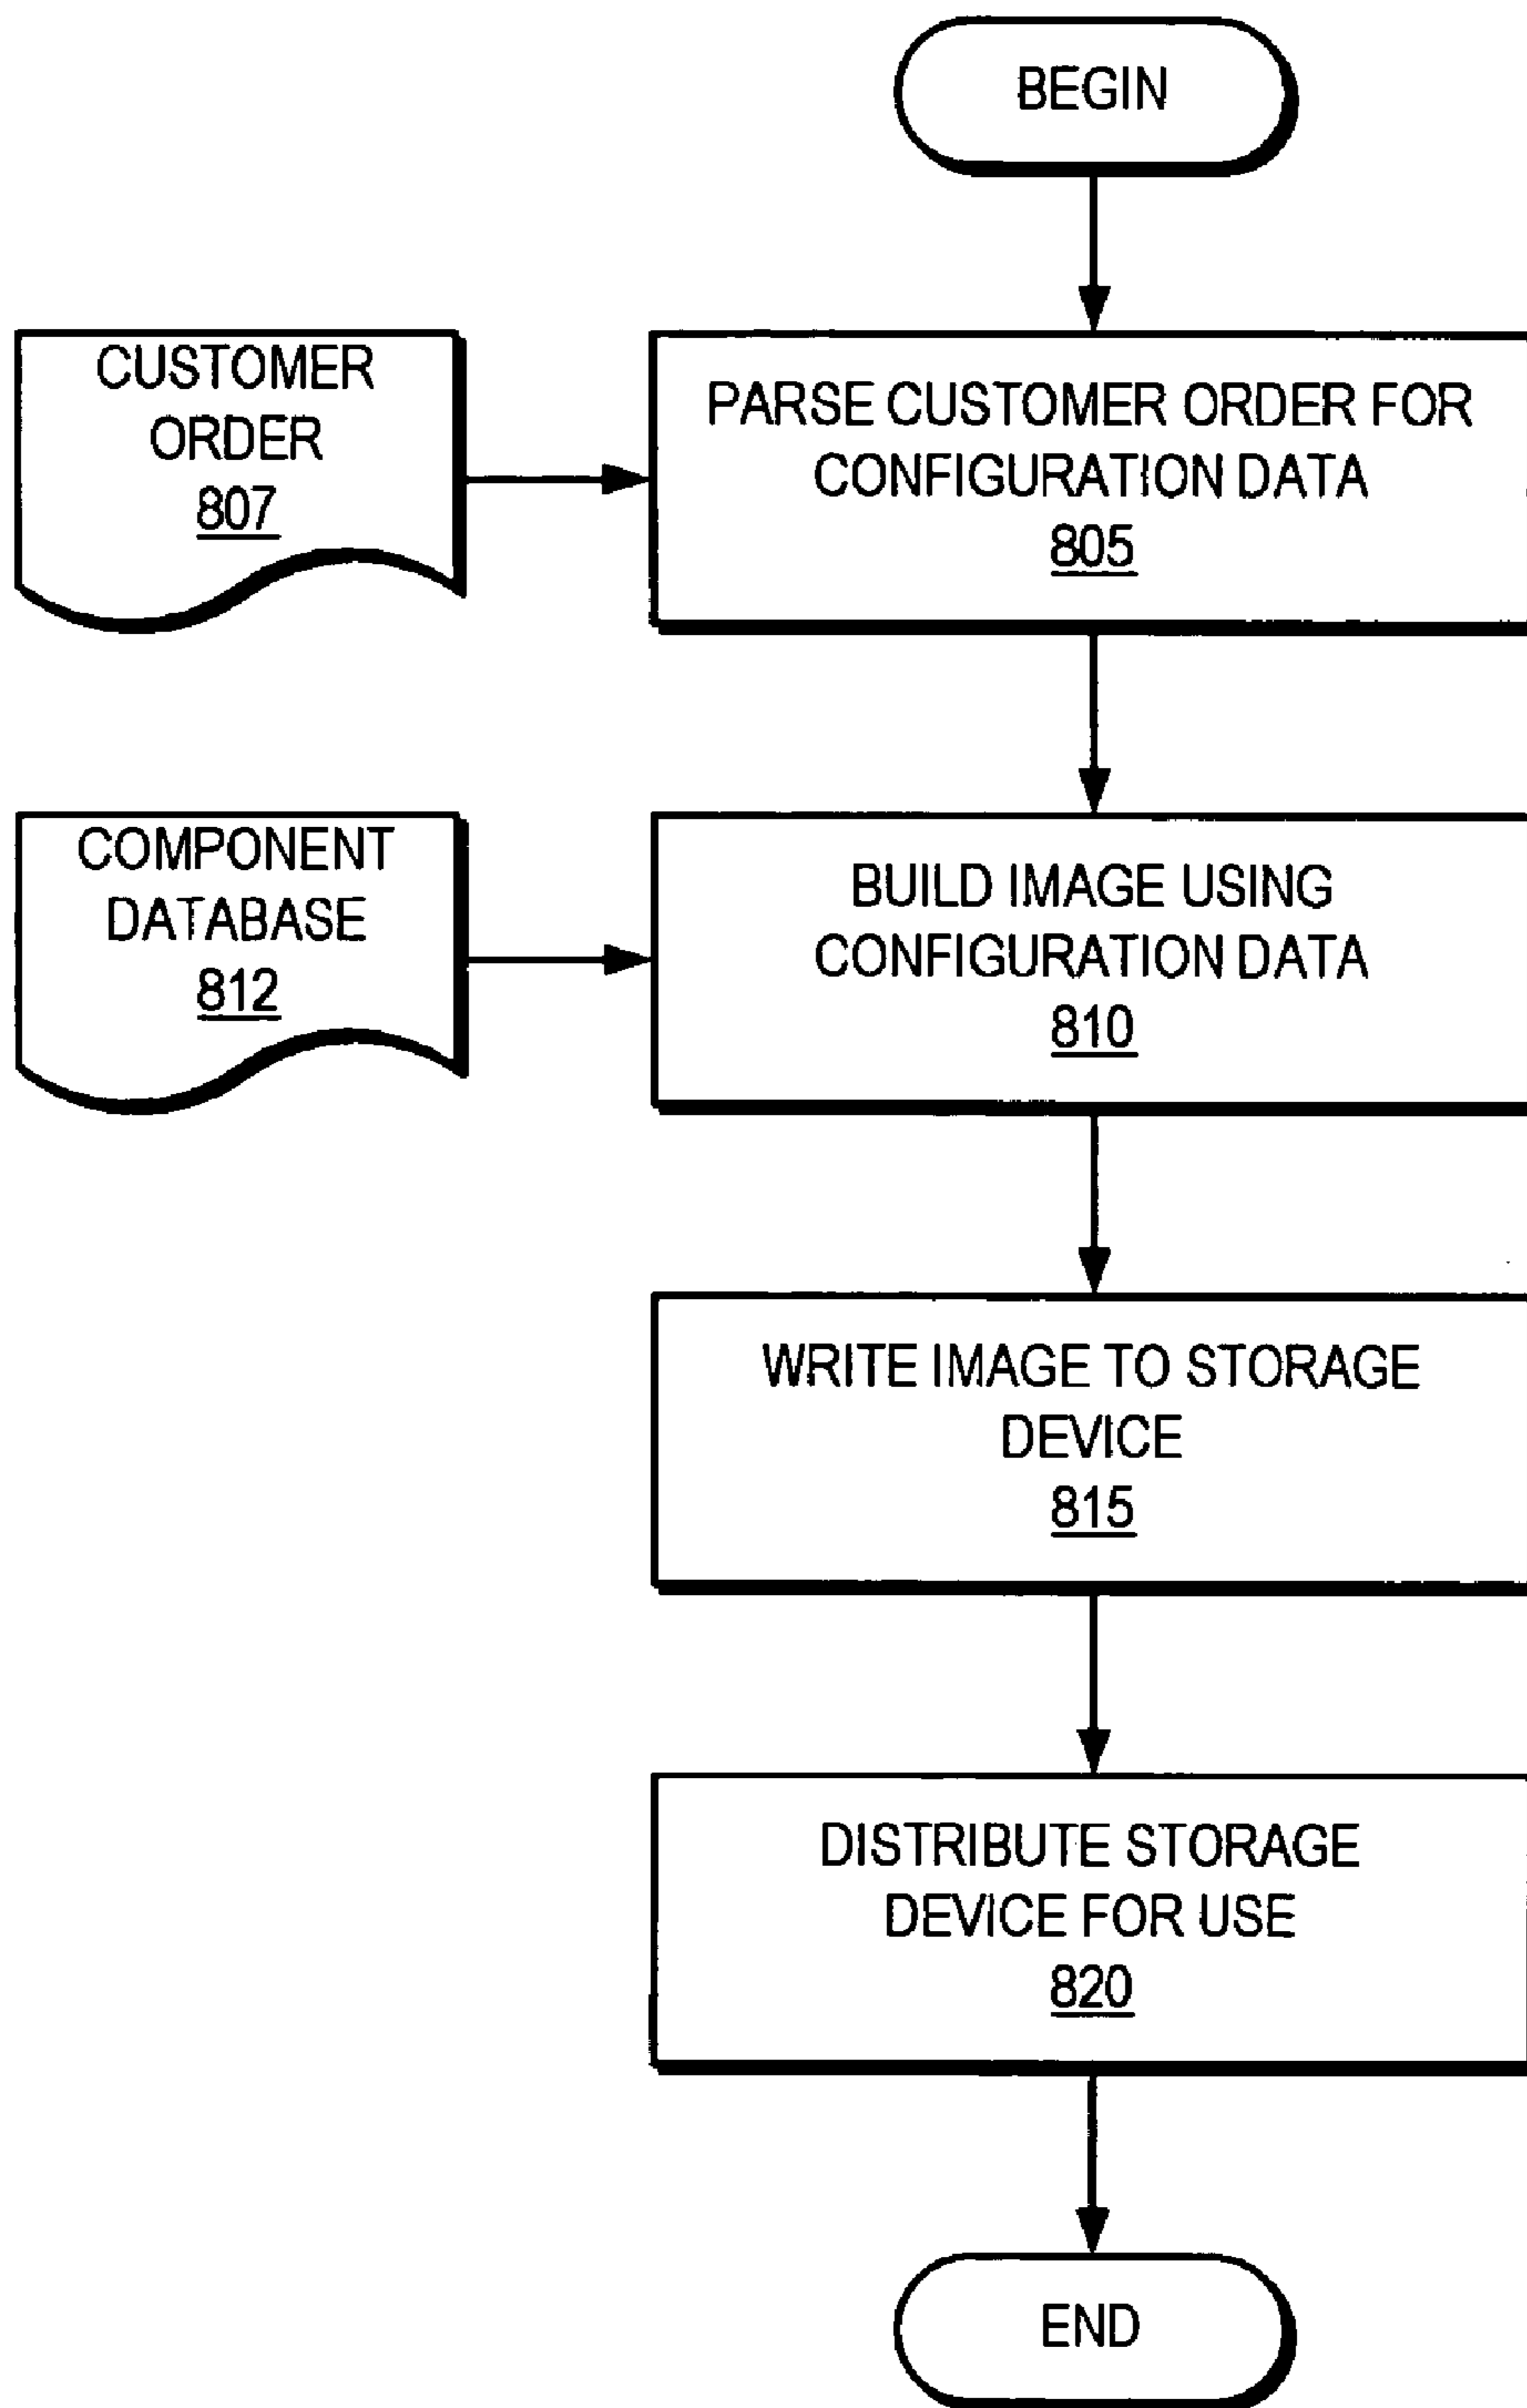 BEGIN
CUSTOMER
ORDER
807
PARSE CUSTOMER ORDER FOR
CONFIGURATION DATA
805
COMPONENT
DATABASE
812
BUILD IMAGE USING
CONFIGURATION DATA
810
WRITE IMAGE TO STORAGE
DEVICE
815
DISTRIBUTE STORAGE
DEVICE FOR USE
820
END